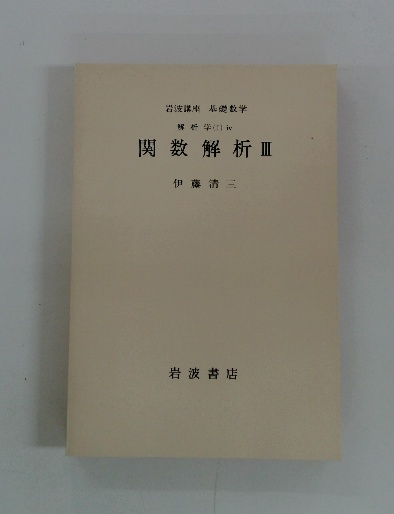 岩波講座 基礎数学
解析学(I) iv
関数解析 III
伊藤清三
岩波書店